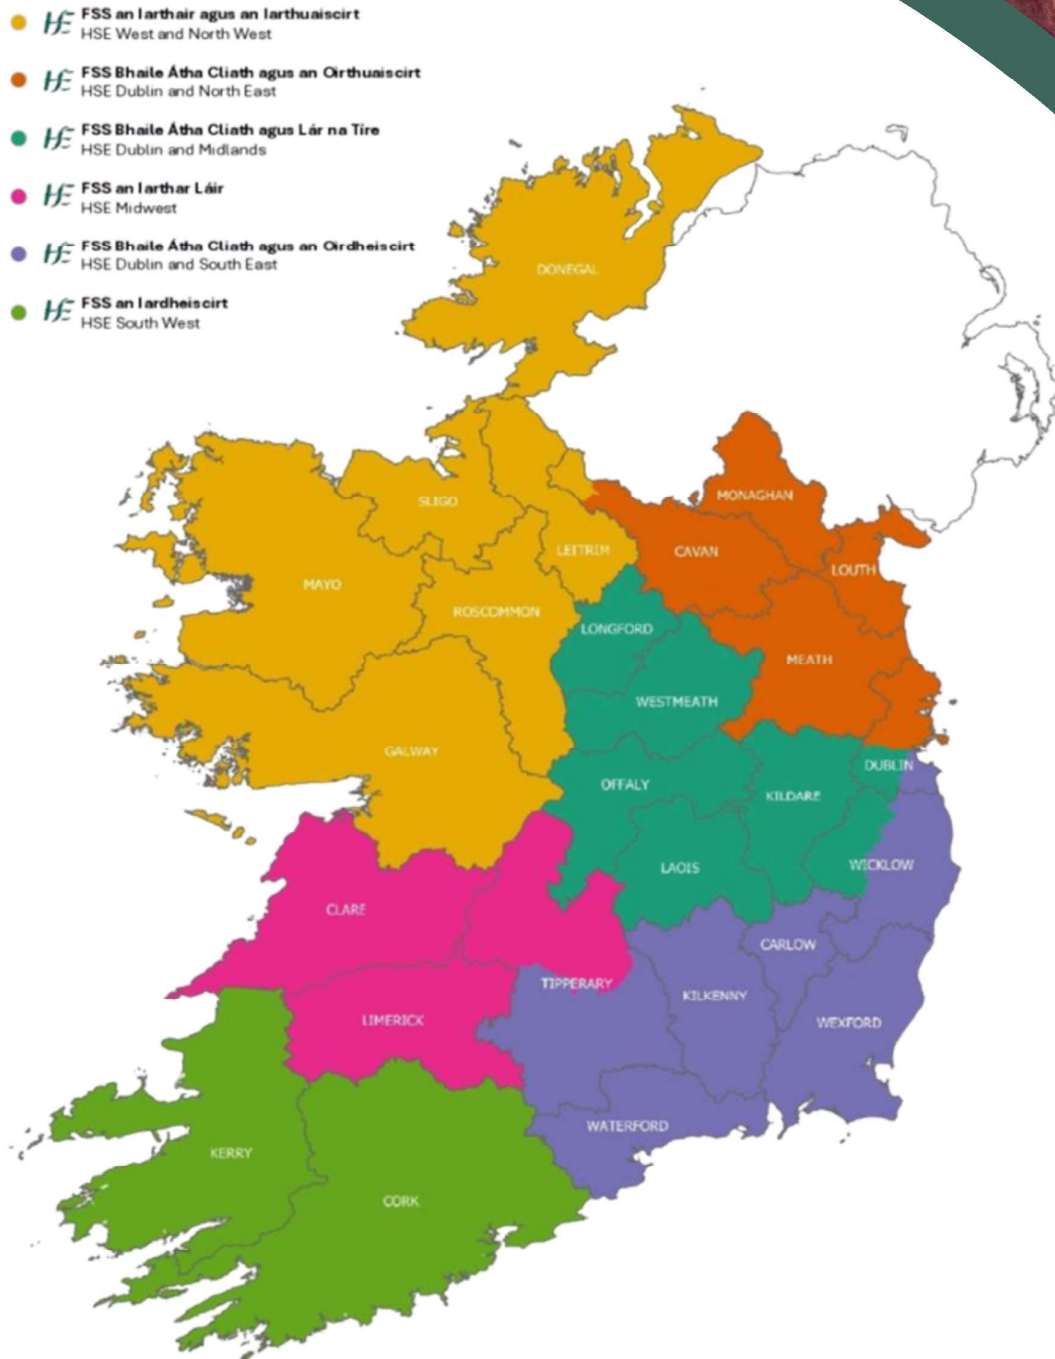 FSS an Iarthair agus an Iarthuaiscirt
HSE West and North West
FSS Bhaile Átha Cliath agus an Oirthuaiscirt
HSE Dublin and North East
FSS Bhaile Átha Cliath agus Lár na Tíre
HSE Dublin and Midlands
FSS an Iarthar Láir
HSE Midwest
FSS Bhaile Átha Cliath agus an Oirdheiscirt
HSE Dublin and South East
FSS an Iardheiscirt
HSE South West
DONEGAL
MONAGHAN
SLIGO
LEITRIM
CAVAN
LOUTH
MAYO
ROSCOMMON
LONGFORD
MEATH
WESTMEATH
GALWAY
DUBLIN
OFFALY
KILDARE
WICKLOW
LAOIS
CLARE
CARLOW
TIPPERARY
KILKENNY
LIMERICK
WEXFORD
WATERFORD
KERRY
CORK